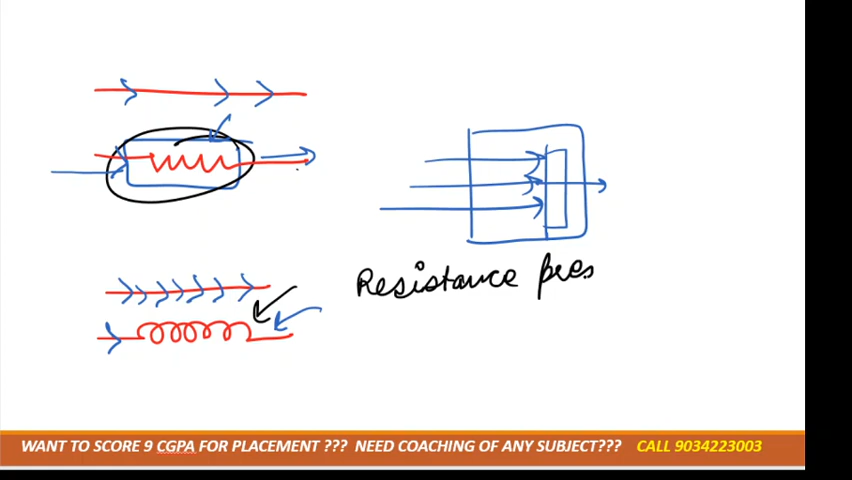 Resistance pres
WANT TO SCORE 9 CGPA FOR PLACEMENT ??? NEED COACHING OF ANY SUBJECT??? CALL 9034223003